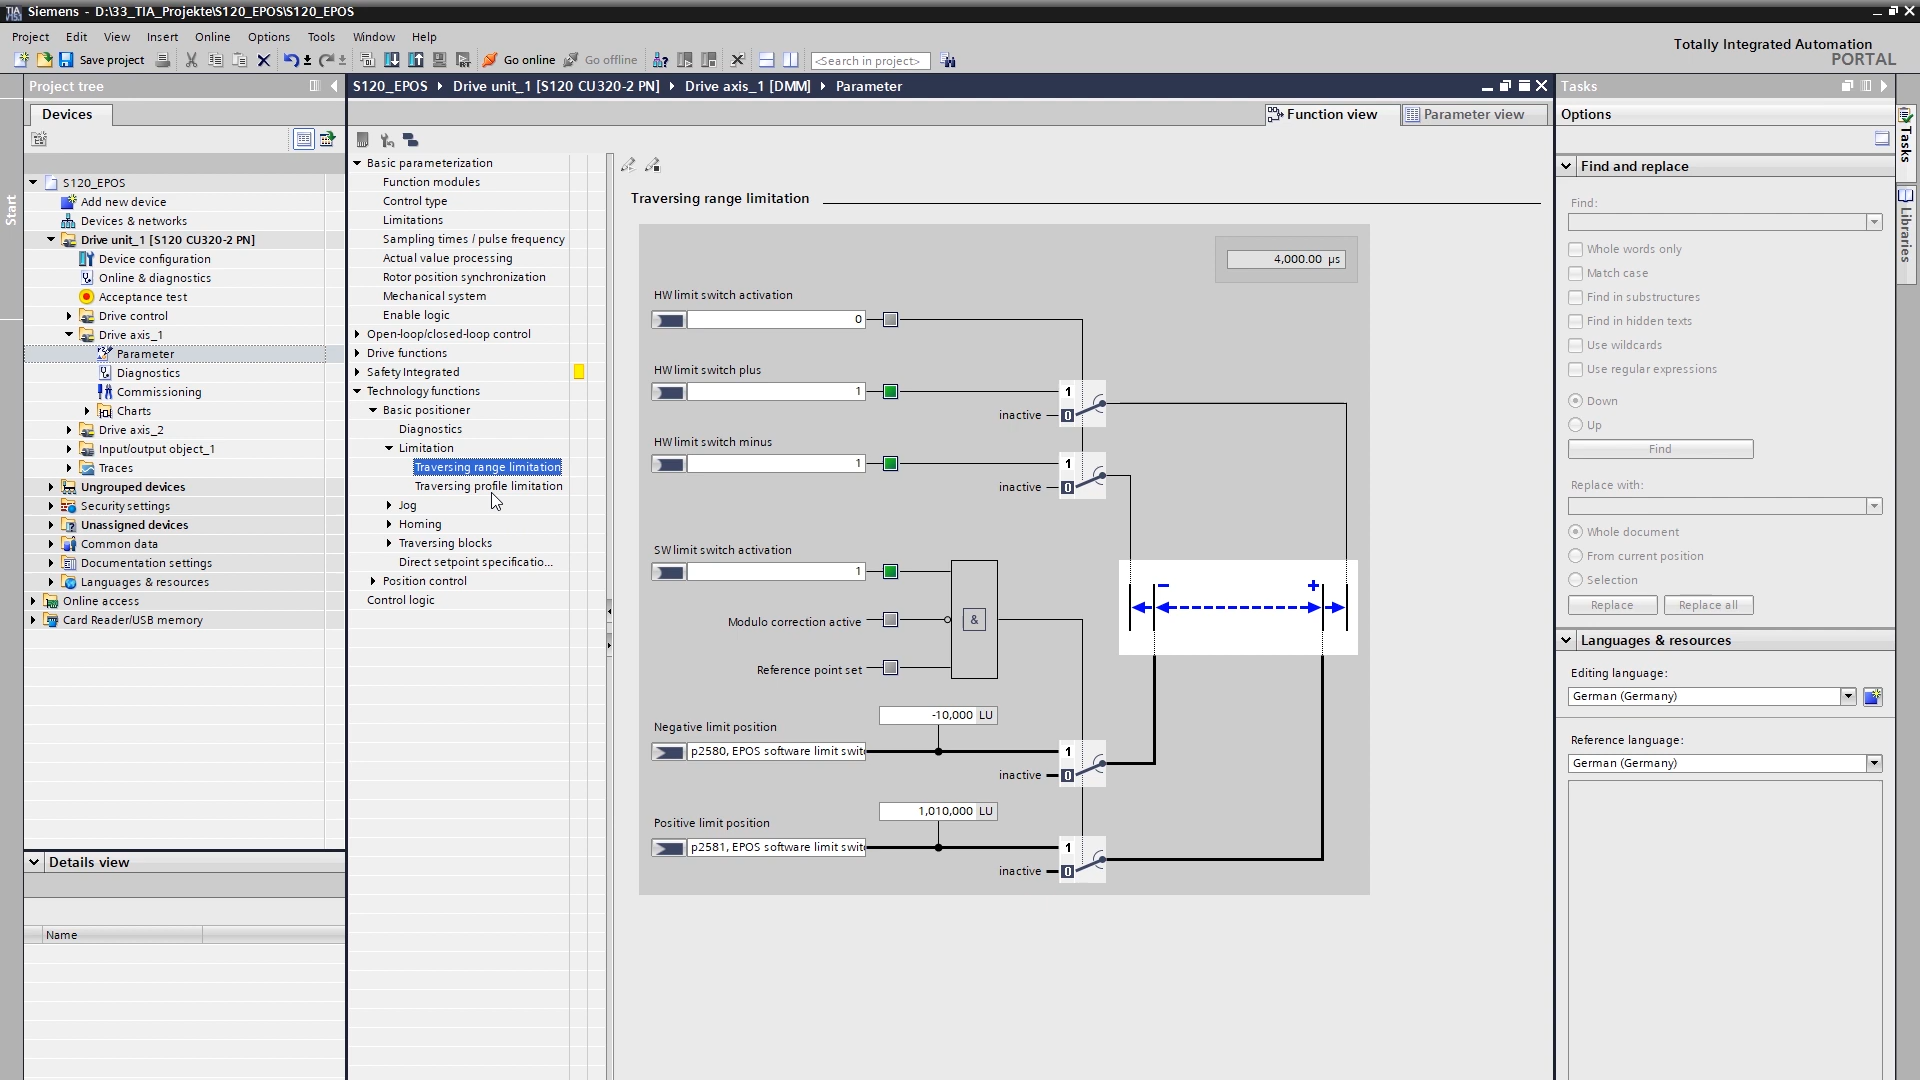 Siemens - D:\33_TIA_Projekte\S120_EPOS\S120_EPOS
Project Edit View Insert Online Options Tools Window Help
Totally Integrated Automation
PORTAL
Save project
Go online
Go offline
<Search in project>
Project tree
S120_EPOS
Drive unit_1 [S120 CU320-2 PN]
Drive axis_1 [DMM]
Parameter
Tasks
Devices
Function view
Parameter view
Options
Start
S120_EPOS
Add new device
Devices & networks
Drive unit_1 [S120 CU320-2 PN]
Device configuration
Online & diagnostics
Acceptance test
Drive control
Drive axis_1
Parameter
Diagnostics
Commissioning
Charts
Drive axis_2
Input/output object_1
Traces
Ungrouped devices
Security settings
Unassigned devices
Common data
Documentation settings
Languages & resources
Online access
Card Reader/USB memory
Details view
Name
Basic parameterization
Function modules
Control type
Limitations
Sampling times / pulse frequency
Actual value processing
Rotor position synchronization
Mechanical system
Enable logic
Open-loop/closed-loop control
Drive functions
Safety Integrated
Technology functions
Basic positioner
Diagnostics
Limitation
Traversing range limitation
Traversing profile limitation
Jog
Homing
Traversing blocks
Direct setpoint specificatio...
Position control
Control logic
Traversing range limitation
4,000.00 µs
HW limit switch activation
0
HW limit switch plus
1
1
inactive
0
HW limit switch minus
1
1
inactive
0
SW limit switch activation
1
Modulo correction active
&
Reference point set
- +
-10,000 LU
Negative limit position
p2580, EPOS software limit swit
1
inactive
0
1,010,000 LU
Positive limit position
p2581, EPOS software limit swit
1
inactive
0
Find and replace
Find:
Whole words only
Match case
Find in substructures
Find in hidden texts
Use wildcards
Use regular expressions
Down
Up
Find
Replace with:
Whole document
From current position
Selection
Replace
Replace all
Languages & resources
Editing language:
German (Germany)
Reference language:
German (Germany)
Tasks
Libraries